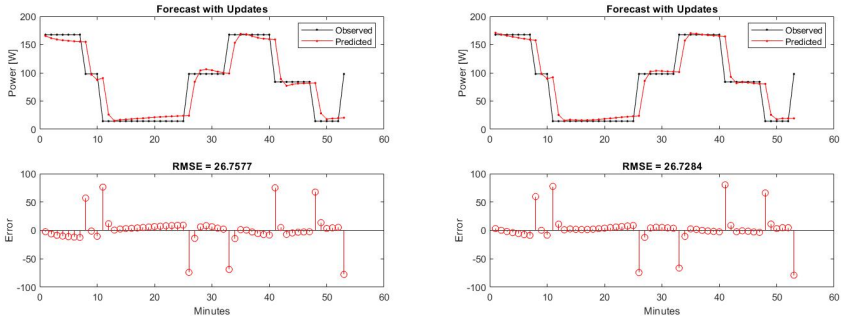 Forecast with Updates
Power [W]
200
150
100
50
0
Observed
Predicted
0 10 20 30 40 50 60
RMSE = 26.7577
Error
100
50
0
-50
-100
0 10 20 30 40 50 60
Minutes
Forecast with Updates
Power [W]
200
150
100
50
0
Observed
Predicted
0 10 20 30 40 50 60
RMSE = 26.7284
Error
100
50
0
-50
-100
0 10 20 30 40 50 60
Minutes